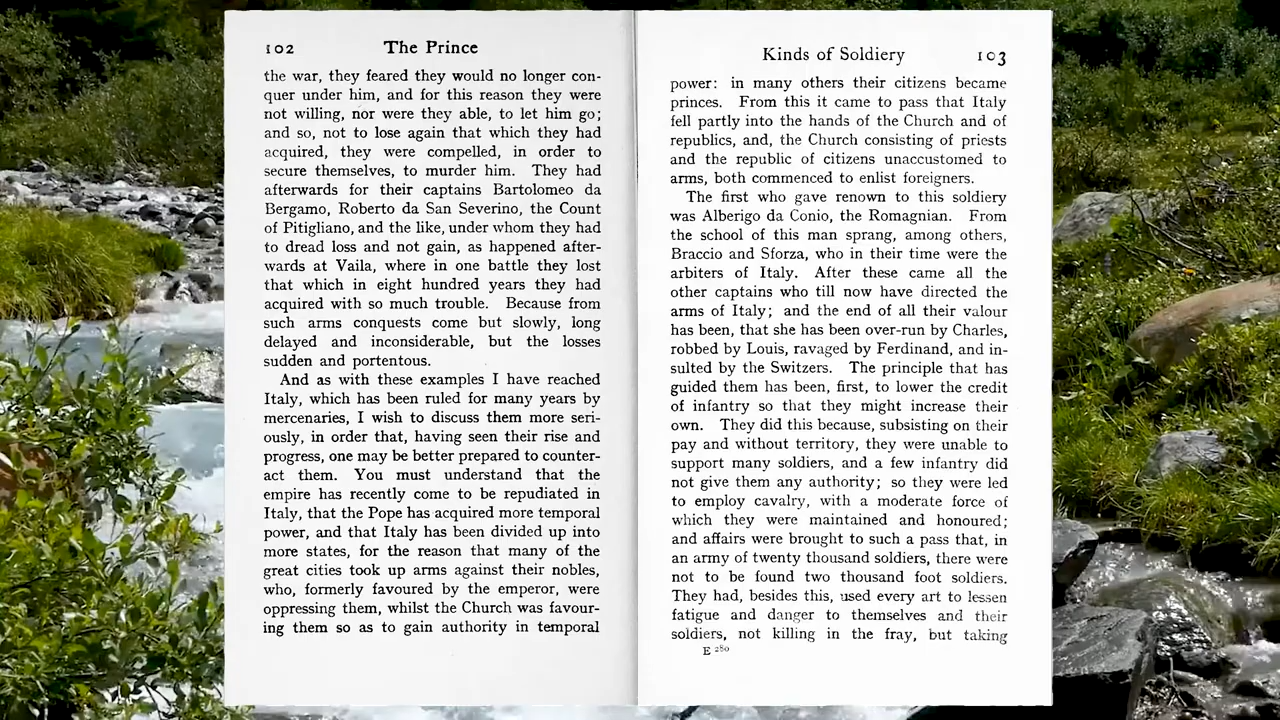 102 The Prince
the war, they feared they would no longer con-
quer under him, and for this reason they were
not willing, nor were they able, to let him go;
and so, not to lose again that which they had
acquired, they were compelled, in order to
secure themselves, to murder him. They had
afterwards for their captains Bartolomeo da
Bergamo, Roberto da San Severino, the Count
of Pitigliano, and the like, under whom they had
to dread loss and not gain, as happened after-
wards at Vaila, where in one battle they lost
that which in eight hundred years they had
acquired with so much trouble. Because from
such arms conquests come but slowly, long
delayed and inconsiderable, but the losses
sudden and portentous.
And as with these examples I have reached
Italy, which has been ruled for many years by
mercenaries, I wish to discuss them more seri-
ously, in order that, having seen their rise and
progress, one may be better prepared to counter-
act them. You must understand that the
empire has recently come to be repudiated in
Italy, that the Pope has acquired more temporal
power, and that Italy has been divided up into
more states, for the reason that many of the
great cities took up arms against their nobles,
who, formerly favoured by the emperor, were
oppressing them, whilst the Church was favour-
ing them so as to gain authority in temporal
Kinds of Soldiery 103
power: in many others their citizens became
princes. From this it came to pass that Italy
fell partly into the hands of the Church and of
republics, and, the Church consisting of priests
and the republic of citizens unaccustomed to
arms, both commenced to enlist foreigners.
The first who gave renown to this soldiery
was Alberigo da Conio, the Romagnian. From
the school of this man sprang, among others,
Braccio and Sforza, who in their time were the
arbiters of Italy. After these came all the
other captains who till now have directed the
arms of Italy; and the end of all their valour
has been, that she has been over-run by Charles,
robbed by Louis, ravaged by Ferdinand, and in-
sulted by the Switzers. The principle that has
guided them has been, first, to lower the credit
of infantry so that they might increase their
own. They did this because, subsisting on their
pay and without territory, they were unable to
support many soldiers, and a few infantry did
not give them any authority; so they were led
to employ cavalry, with a moderate force of
which they were maintained and honoured;
and affairs were brought to such a pass that, in
an army of twenty thousand soldiers, there were
not to be found two thousand foot soldiers.
They had, besides this, used every art to lessen
fatigue and danger to themselves and their
soldiers, not killing in the fray, but taking
E 280